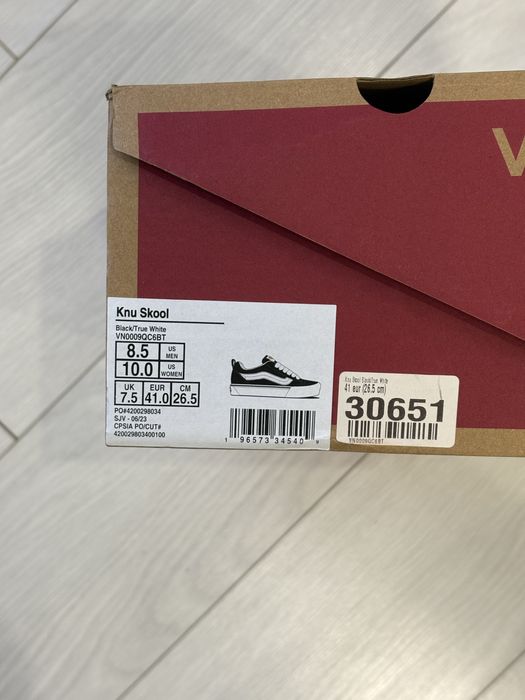 V
Knu Skool
Black/True White
VN0009QC6BT
8.5 US MEN
10.0 US WOMEN
UK EUR CM
7.5 41.0 26.5
PO#4200298034
SJV - 06/23
CPSIA PO/CUT#
420029803400100
1 96573 34540 9
Knu Skool Black/True White
41 eur (26.5 cm)
30651
VN0009QC6BT